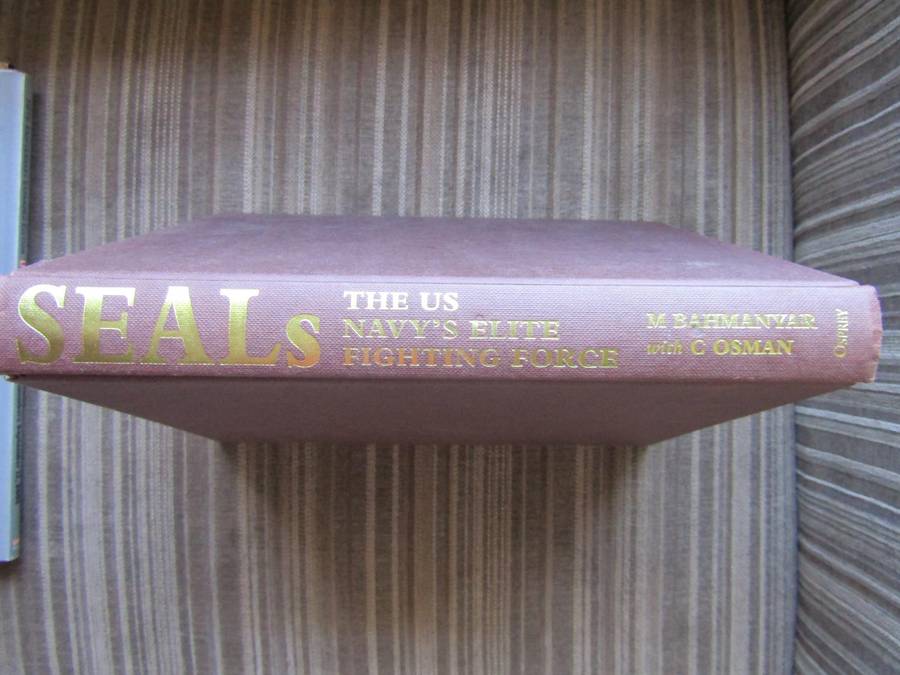 SEALs
THE US
NAVY'S ELITE
FIGHTING FORCE
M BAHMANYAR
with C OSMAN
OSPREY